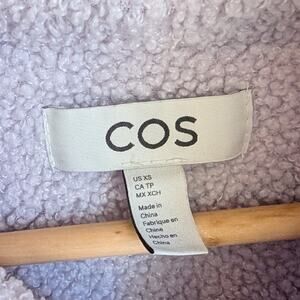 COS
US XS
CA TP
MX XCH
Made in
China
Fabriqué en
Chine
Hecho en
China